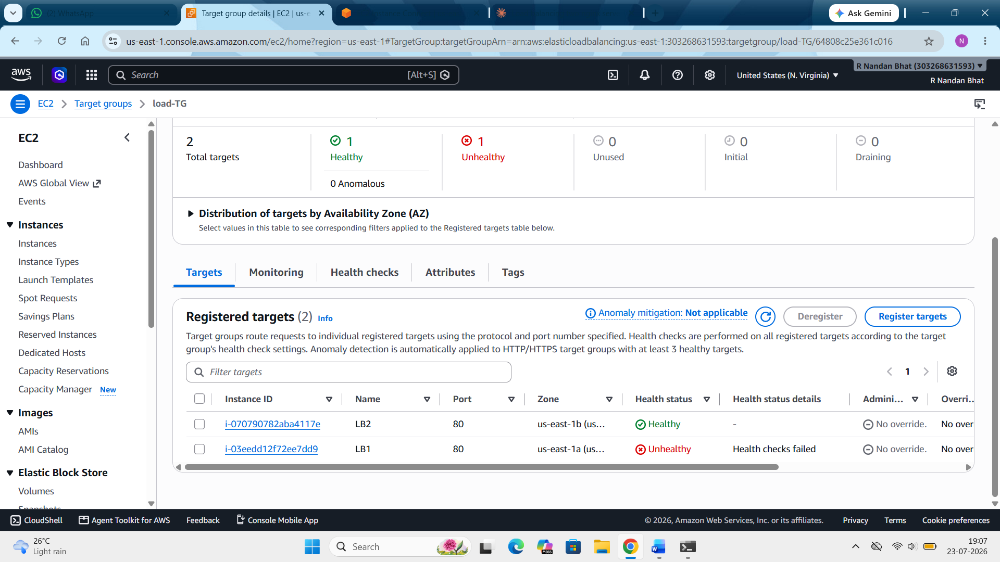 (2) WhatsApp
Target group details | EC2 | us-e
Ask Gemini
us-east-1.console.aws.amazon.com/ec2/home?region=us-east-1#TargetGroup:targetGroupArn=arn:aws:elasticloadbalancing:us-east-1:303268631593:targetgroup/load-TG/64808c25e361c016
N
aws
Search
[Alt+S]
United States (N. Virginia)
R Nandan Bhat (303268631593)
R Nandan Bhat
EC2
Target groups
load-TG
EC2
Dashboard
AWS Global View
Events
Instances
Instances
Instance Types
Launch Templates
Spot Requests
Savings Plans
Reserved Instances
Dedicated Hosts
Capacity Reservations
Capacity Manager New
Images
AMIs
AMI Catalog
Elastic Block Store
Volumes
Snapshots
2
Total targets
1
Healthy
0 Anomalous
1
Unhealthy
0
Unused
0
Initial
0
Draining
Distribution of targets by Availability Zone (AZ)
Select values in this table to see corresponding filters applied to the Registered targets table below.
Targets Monitoring Health checks Attributes Tags
Registered targets (2) Info
Anomaly mitigation: Not applicable
Deregister
Register targets
Target groups route requests to individual registered targets using the protocol and port number specified. Health checks are performed on all registered targets according to the target
group's health check settings. Anomaly detection is automatically applied to HTTP/HTTPS target groups with at least 3 healthy targets.
Filter targets
1
Instance ID Name Port Zone Health status Health status details Admini... Overri...
i-070790782aba4117e LB2 80 us-east-1b (us... Healthy - No override. No over
i-03eedd12f72ee7dd9 LB1 80 us-east-1a (us... Unhealthy Health checks failed No override. No over
CloudShell Agent Toolkit for AWS Feedback Console Mobile App
© 2026, Amazon Web Services, Inc. or its affiliates. Privacy Terms Cookie preferences
26°C
Light rain
Search
M365
19:07
23-07-2026